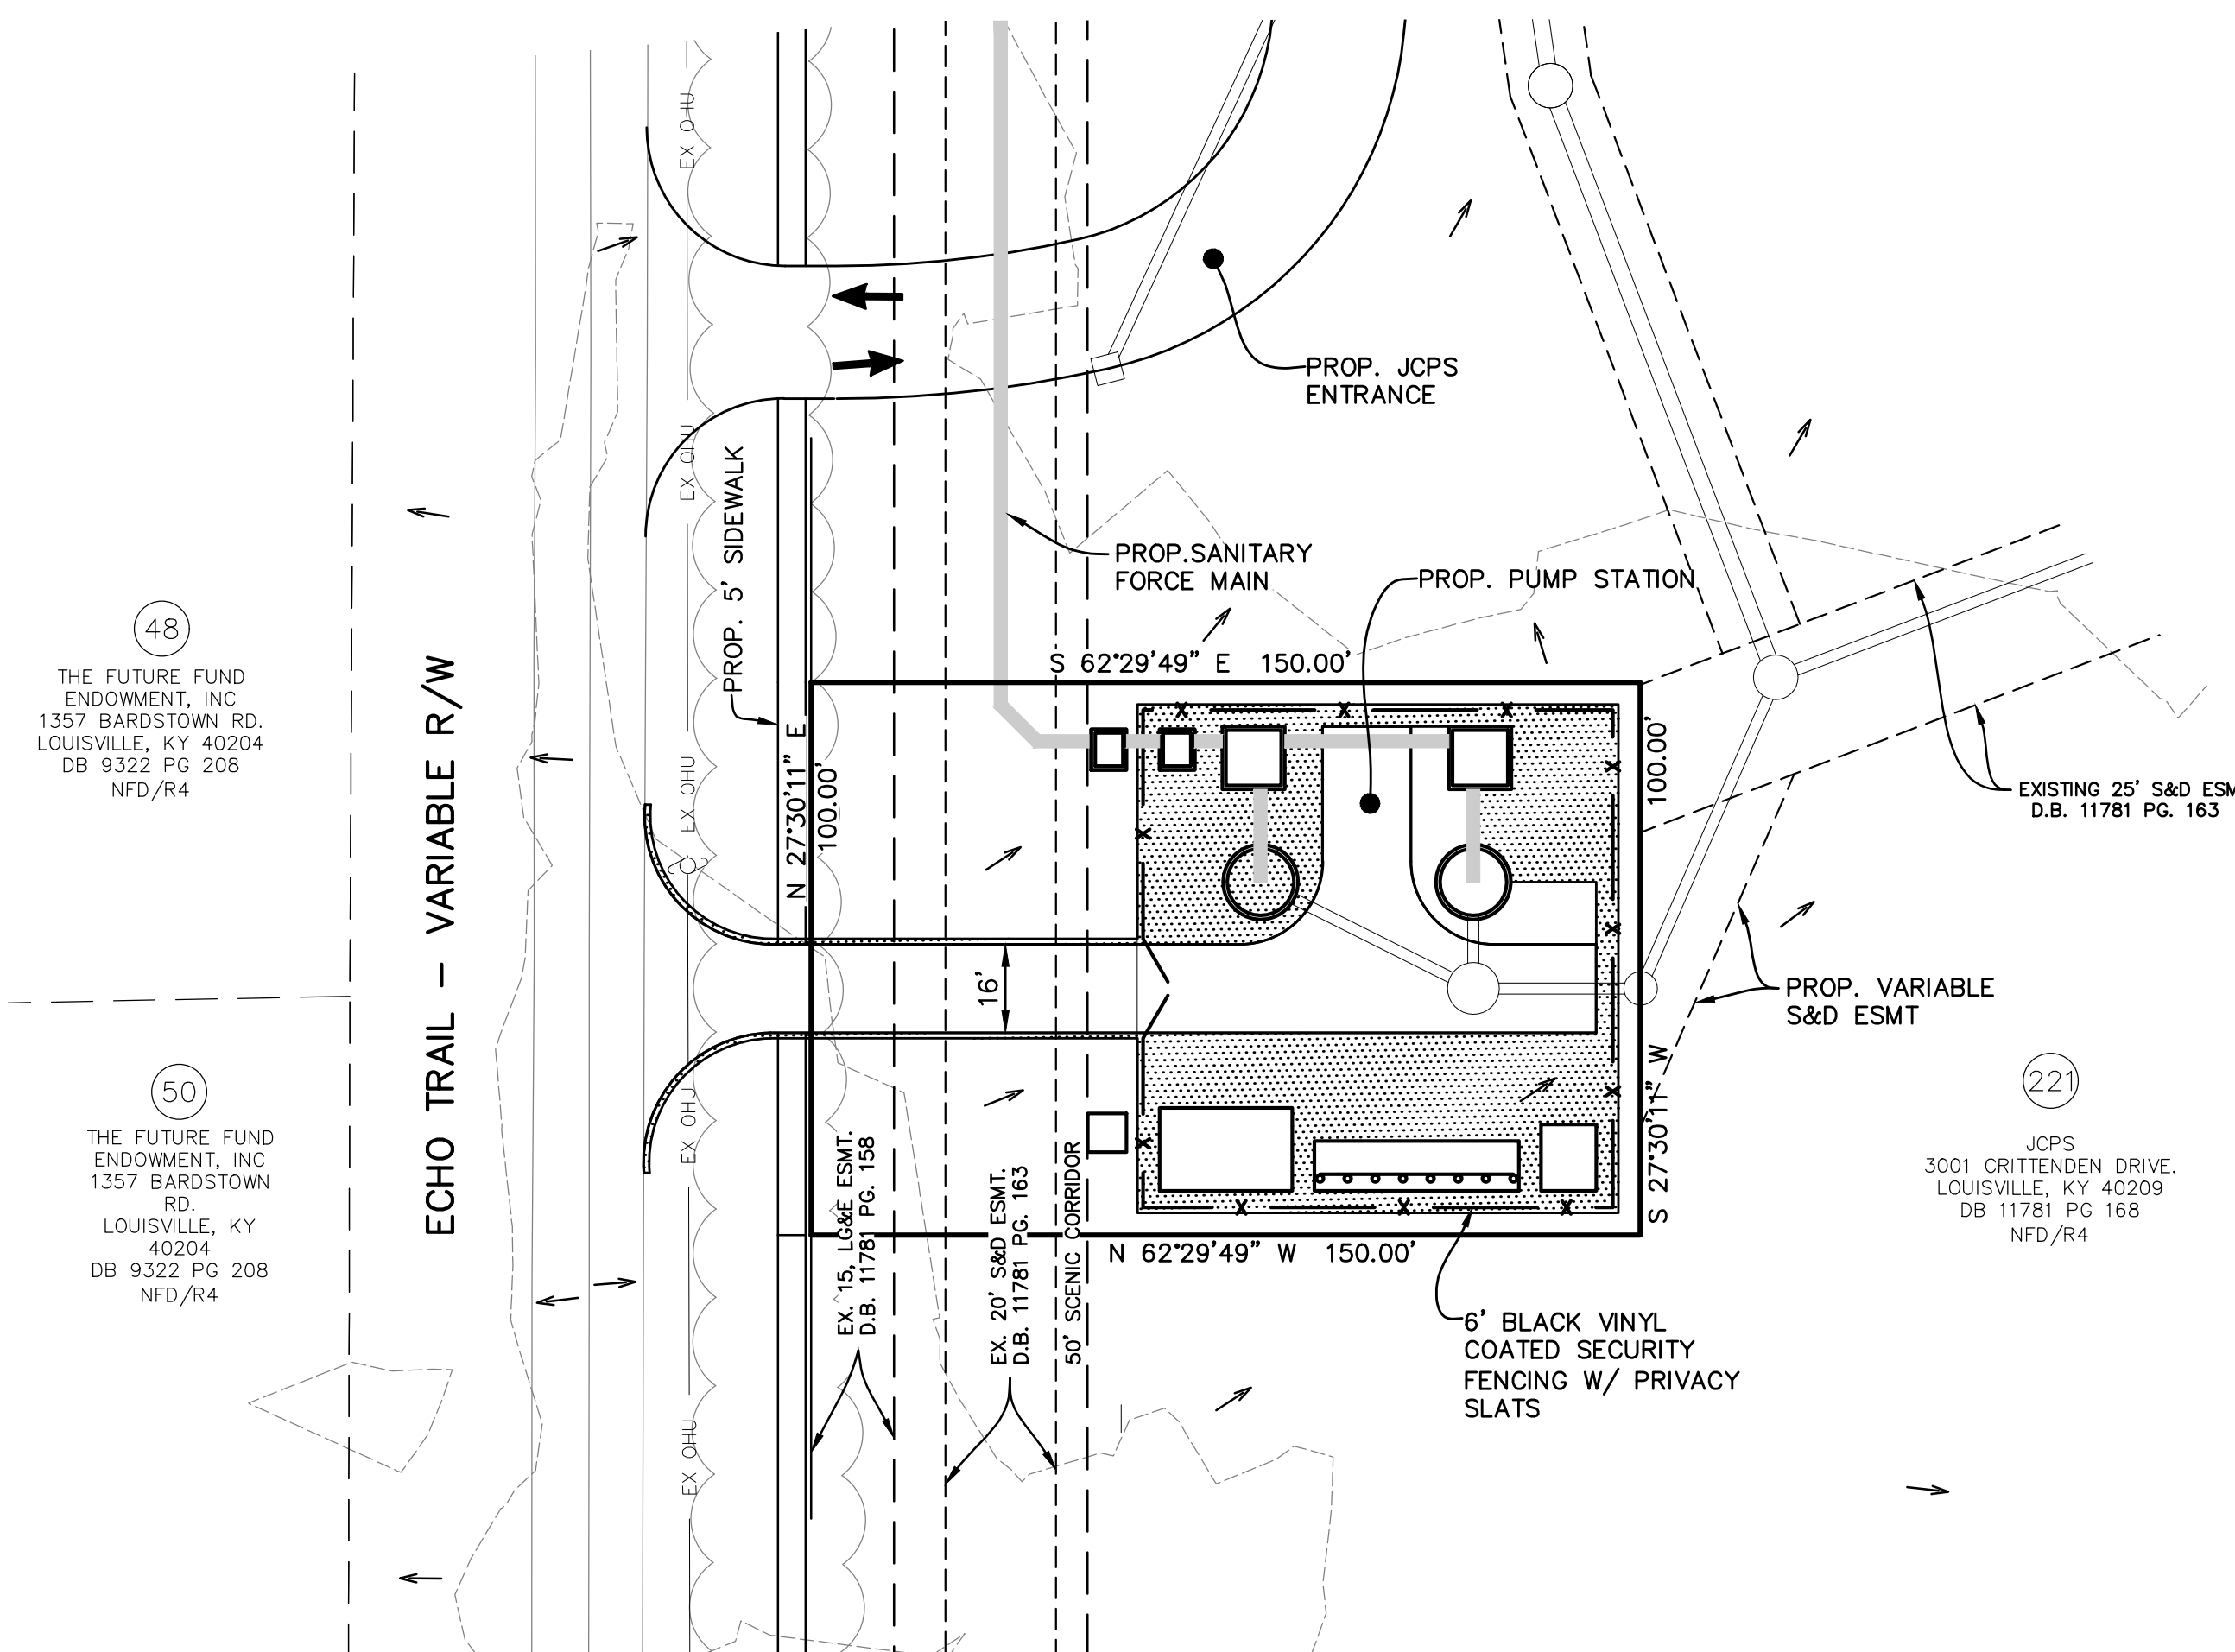 EX OHU
PROP. JCPS
ENTRANCE
EX OHU
PROP. 5' SIDEWALK
PROP.SANITARY
FORCE MAIN
PROP. PUMP STATION
48
THE FUTURE FUND
ENDOWMENT, INC
1357 BARDSTOWN RD.
LOUISVILLE, KY 40204
DB 9322 PG 208
NFD/R4
ECHO TRAIL - VARIABLE R/W
S 62°29'49" E 150.00'
N 27°30'11" E
100.00'
EX OHU
100.00'
S 27°30'11" W
EXISTING 25' S&D ESM
D.B. 11781 PG. 163
16'
PROP. VARIABLE
S&D ESMT
50
THE FUTURE FUND
ENDOWMENT, INC
1357 BARDSTOWN
RD.
LOUISVILLE, KY
40204
DB 9322 PG 208
NFD/R4
EX OHU
221
JCPS
3001 CRITTENDEN DRIVE.
LOUISVILLE, KY 40209
DB 11781 PG 168
NFD/R4
EX. 15, LG&E ESMT.
D.B. 11781 PG. 158
EX. 20' S&D ESMT.
D.B. 11781 PG. 163
50' SCENIC CORRIDOR
N 62°29'49" W 150.00'
6' BLACK VINYL
COATED SECURITY
FENCING W/ PRIVACY
SLATS
EX OHU